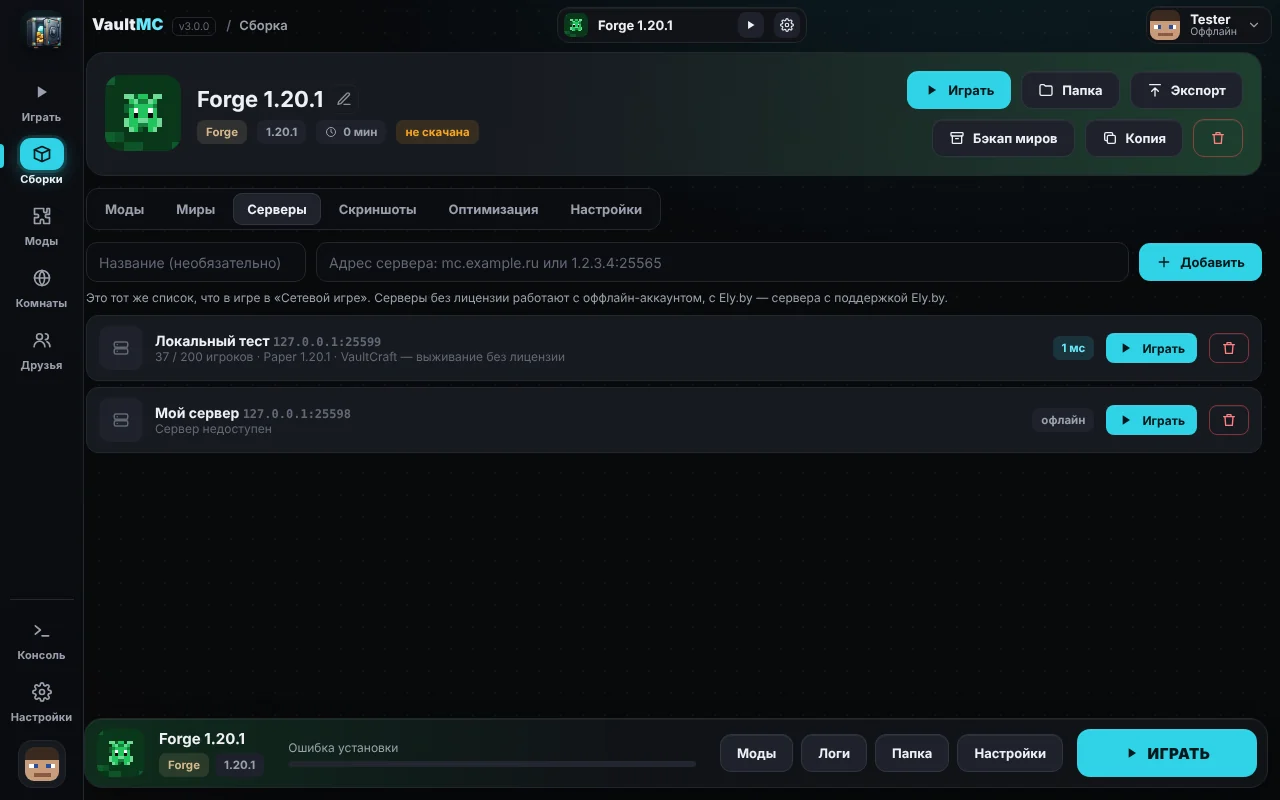 VaultMC v3.0.0 / Сборка
Forge 1.20.1
Tester
Оффлайн
Играть
Сборки
Моды
Комнаты
Друзья
Консоль
Настройки
Forge 1.20.1
Forge 1.20.1 0 мин не скачана
Играть Папка Экспорт
Бэкап миров Копия
Моды Миры Серверы Скриншоты Оптимизация Настройки
Название (необязательно) Адрес сервера: mc.example.ru или 1.2.3.4:25565 Добавить
Это тот же список, что в игре в «Сетевой игре». Серверы без лицензии работают с оффлайн-аккаунтом, с Ely.by — сервера с поддержкой Ely.by.
Локальный тест 127.0.0.1:25599
37 / 200 игроков · Paper 1.20.1 · VaultCraft — выживание без лицензии
1 мс Играть
Мой сервер 127.0.0.1:25598
Сервер недоступен
офлайн Играть
Forge 1.20.1
Forge 1.20.1
Ошибка установки
Моды Логи Папка Настройки ИГРАТЬ